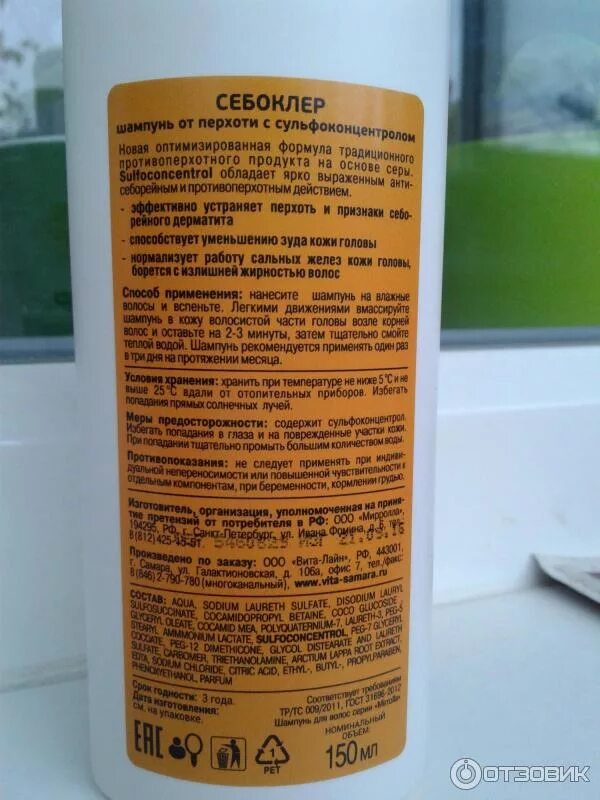 СЕБОКЛЕР
шампунь от перхоти с сульфоконцентролом
Новая оптимизированная формула традиционного
противоперхотного продукта на основе серы.
Sulfoconcentrol обладает ярко выраженным анти-
себорейным и противоперхотным действием.
- эффективно устраняет перхоть и признаки себо-
рейного дерматита
- способствует уменьшению зуда кожи головы
- нормализует работу сальных желез кожи головы,
борется с излишней жирностью волос
Способ применения: нанесите шампунь на влажные
волосы и вспеньте. Легкими движениями вмассируйте
шампунь в кожу волосистой части головы возле корней
волос и оставьте на 2-3 минуты, затем тщательно смойте
теплой водой. Шампунь рекомендуется применять один раз
в три дня на протяжении месяца.
Условия хранения: хранить при температуре не ниже 5°С и не
выше 25°С вдали от отопительных приборов. Избегать
попадания прямых солнечных лучей.
Меры предосторожности: содержит сульфоконцентрол.
Избегать попадания в глаза и на поврежденные участки кожи.
При попадании тщательно промыть большим количеством воды.
Противопоказания: не следует применять при индиви-
дуальной непереносимости или повышенной чувствительности к
отдельным компонентам, при беременности, кормлении грудью.
Изготовитель, организация, уполномоченная на приня-
тие претензий от потребителя в РФ: ООО «Мирролла»,
194295, РФ, г. Санкт-Петербург, ул. Ивана Фомина, д. 6,
8(812)425
Произведено по заказу: ООО «Вита-Лайн», РФ, 443001,
г. Самара, ул. Галактионовская, д. 106а, офис 7, тел.
8(846)2-790-780 (многоканальный), www.vita-samara.ru
СОСТАВ: AQUA, SODIUM LAURETH SULFATE, DISODIUM LAURYL
SULFOSUCCINATE, COCAMIDOPROPYL BETAINE, COCO GLUCOSIDE,
GLYCERYL OLEATE, COCAMID MEA, POLYQUATERNIUM-7, LAURETH-3, PEG-5
STEARYL AMMMONIUM LACTATE, SULFOCONCENTROL, PEG-7 GLYCERYL
COCOATE, PEG-12 DIMETHICONE, GLYCOL DISTEARATE AND LAURETH
SULFATE, CARBOMER, TRIETHANOLAMINE, ARCTIUM LAPPA ROOT EXTRACT,
EDTA, SODIUM CHLORIDE, CITRIC ACID, ETHYL-, BUTYL-, PROPYLPARABEN,
PHENOXYETHANOL, PARFUM
Срок годности: 3 года.
Дата изготовления:
см. на упаковке.
Соответствует требованиям
ТР/ТС 009/2011, ГОСТ 31696-2012
Шампунь для волос серии
НОМИНАЛЬНЫЙ
ОБЪЕМ:
150 мл
EAC
1
PET
ОТЗОВИК